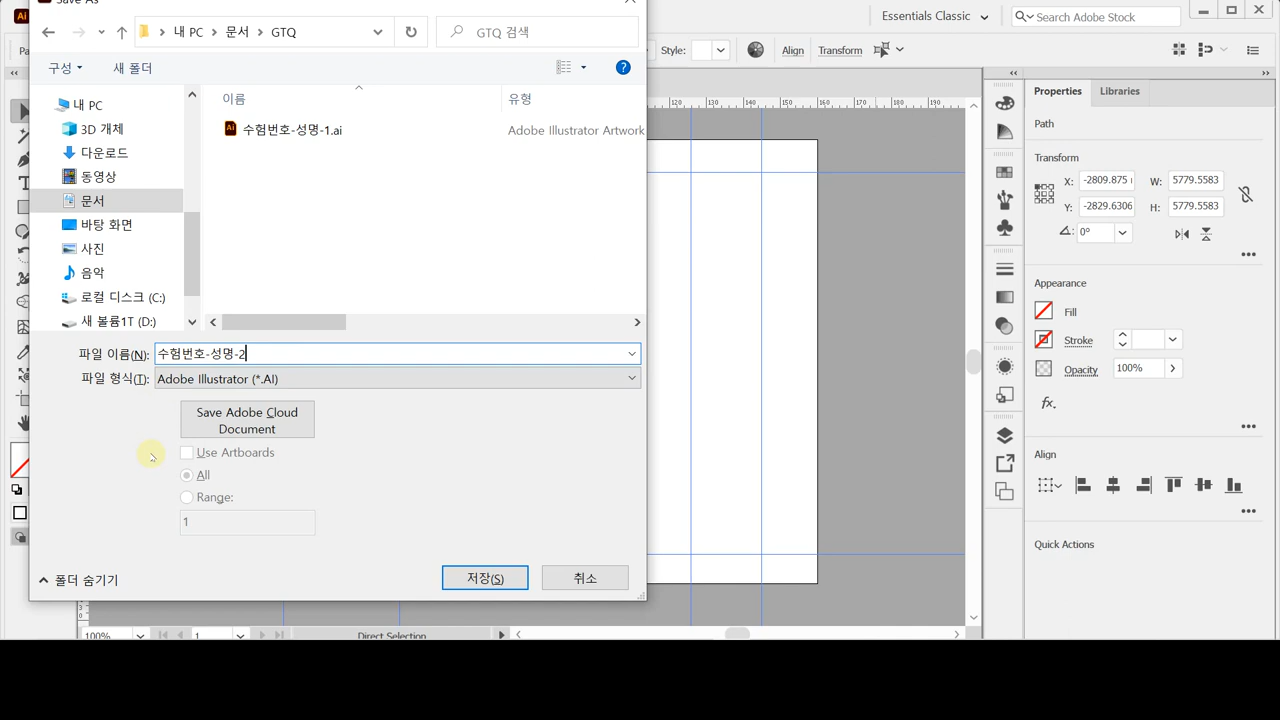 Save As
내 PC
문서
GTQ
GTQ 검색
구성
새 폴더
내 PC
3D 개체
다운로드
동영상
문서
바탕 화면
사진
음악
로컬 디스크 (C:)
새 볼륨1T (D:)
이름
유형
수험번호-성명-1.ai
Adobe Illustrator Artwork
파일 이름(N):
수험번호-성명-2
파일 형식(T):
Adobe Illustrator (*.AI)
Save Adobe Cloud
Document
Use Artboards
All
Range:
1
폴더 숨기기
저장(S)
취소
Essentials Classic
Search Adobe Stock
Style:
Align
Transform
120 130 140 150 160 170 180 190
Properties
Libraries
Path
Transform
X:
-2809.875
W:
5779.5583
Y:
-2829.6306
H:
5779.5583
0°
Appearance
Fill
Stroke
Opacity
100%
fx.
Align
Quick Actions
100%
1
Direct Selection